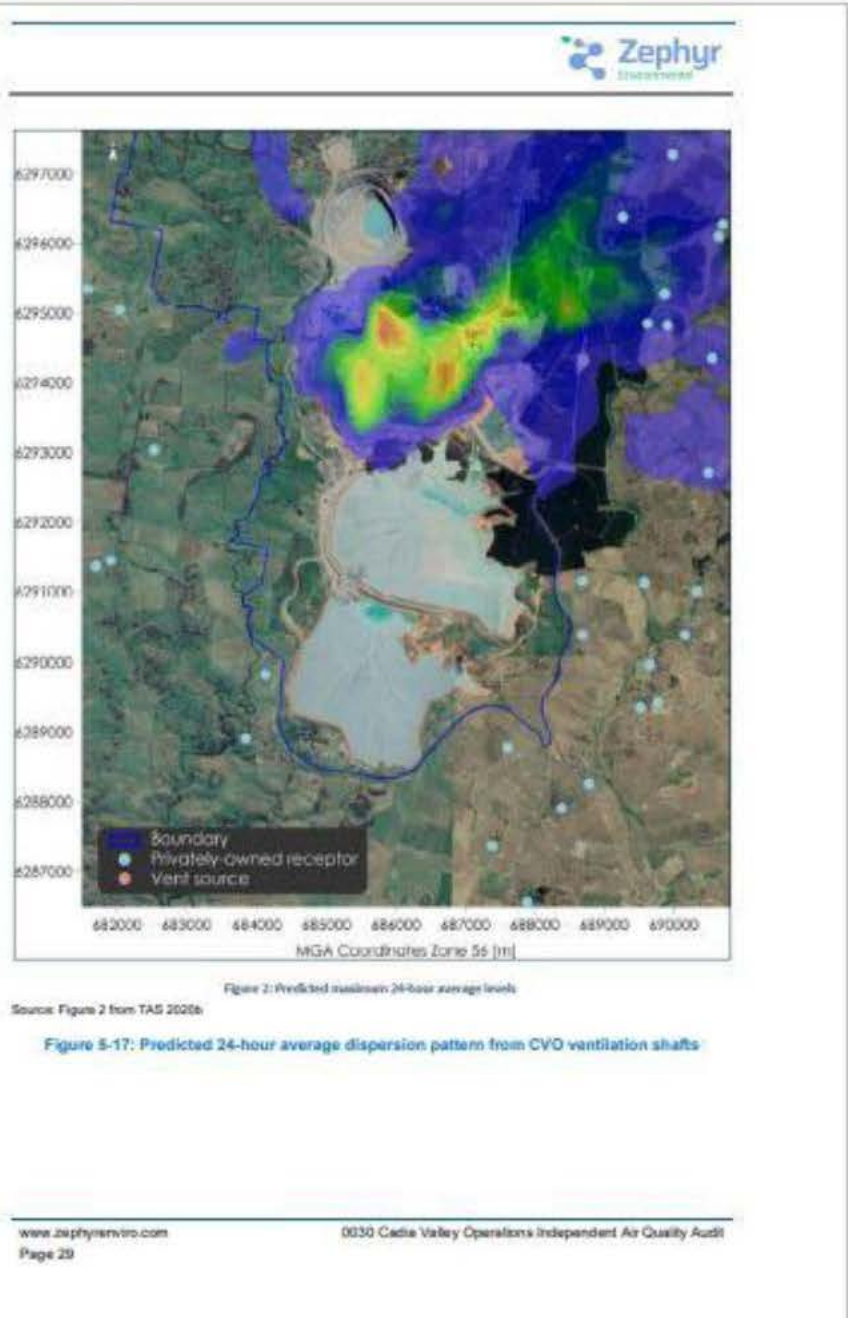 Zephyr
Environmental
6297000
6296000
6295000
6294000
6293000
6292000
6291000
6290000
6289000
6288000
6287000
Boundary
Privately-owned receptor
Vent source
682000 683000 684000 685000 686000 687000 688000 689000 690000
MGA Coordinates Zone 56 [m]
Figure 2: Predicted maximum 24-hour average levels
Source: Figure 2 from TAS 2020b
Figure 5-17: Predicted 24-hour average dispersion pattern from CVO ventilation shafts
www.zephyrenviro.com 0030 Cadia Valley Operations Independent Air Quality Audit
Page 29